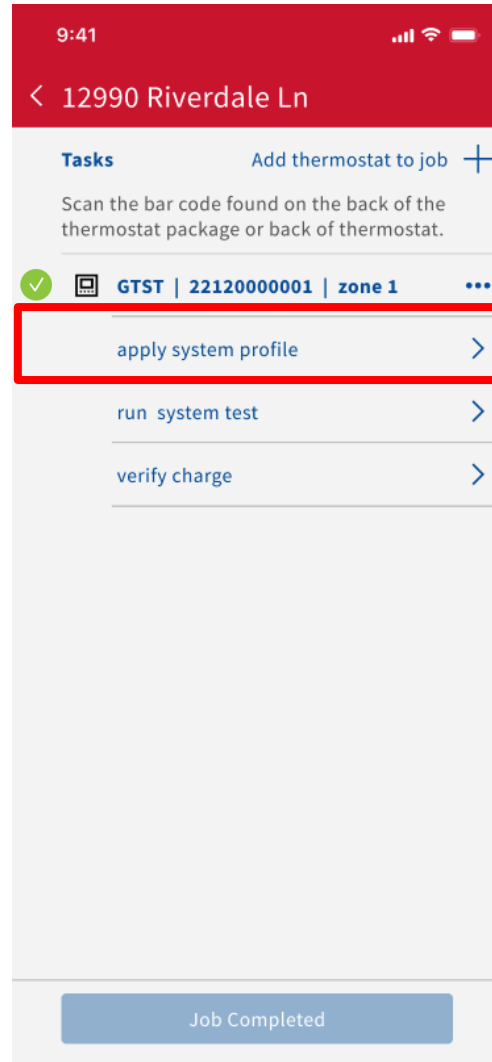 9:41
12990 Riverdale Ln
Tasks Add thermostat to job
Scan the bar code found on the back of the
thermostat package or back of thermostat.
GTST | 22120000001 | zone 1
apply system profile
run system test
verify charge
Job Completed